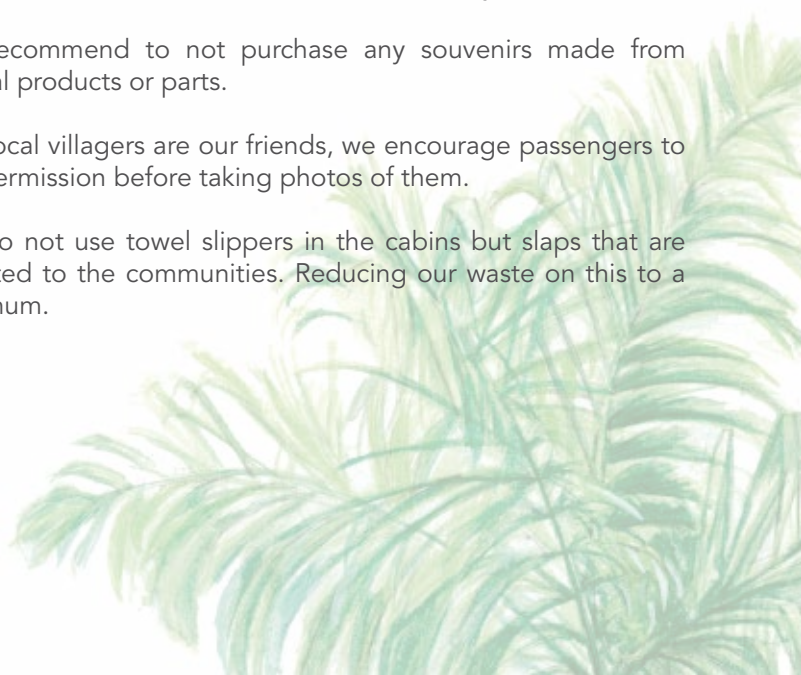 ecommend to not purchase any souvenirs made from
l products or parts.
ocal villagers are our friends, we encourage passengers to
ermission before taking photos of them.
o not use towel slippers in the cabins but slaps that are
ted to the communities. Reducing our waste on this to a
num.